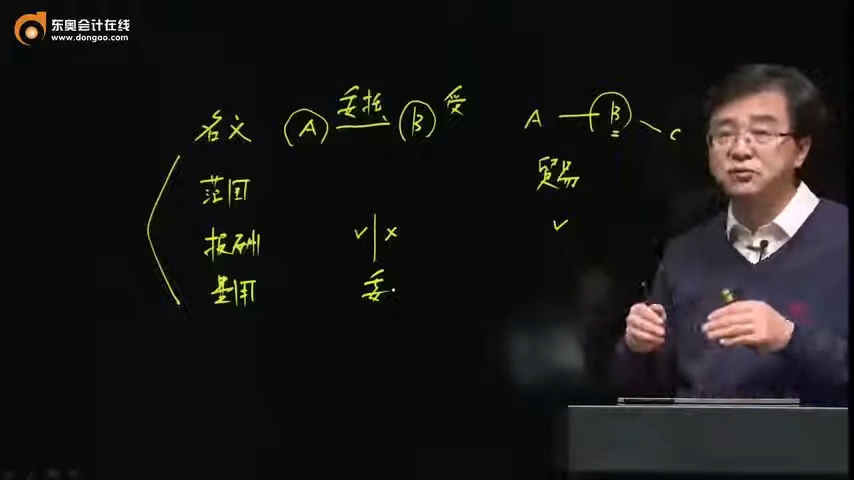 东奥会计在线
www.dongao.com
名义 A 委托 B 受 A B C
范围 贸易
报酬 ✓ × ✓
费用 委